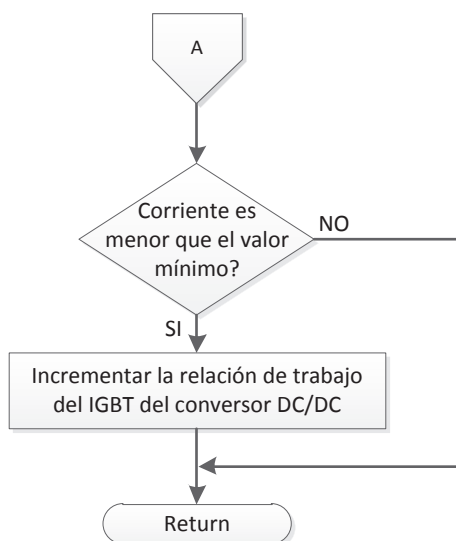 A
Corriente es
menor que el valor
mínimo?
NO
SI
Incrementar la relación de trabajo
del IGBT del conversor DC/DC
Return